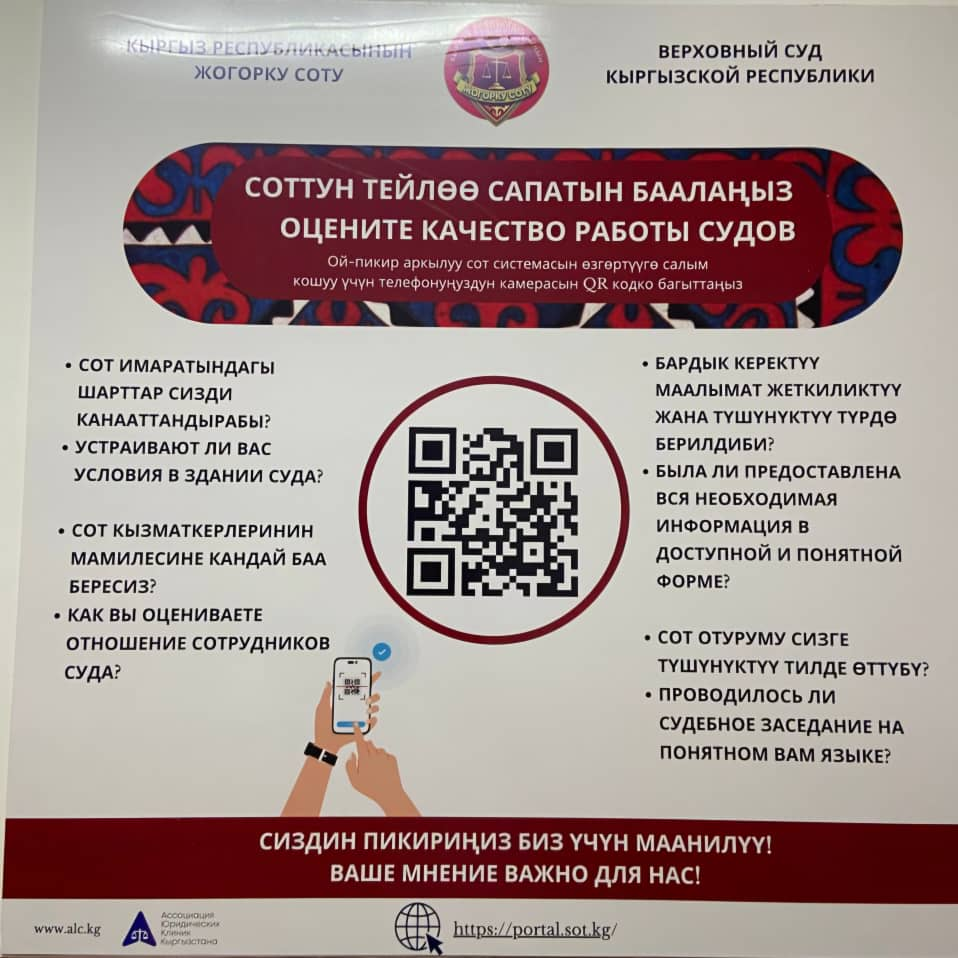 КЫРГЫЗ РЕСПУБЛИКАСЫНЫН
ЖОГОРКУ СОТУ
ЖОГОРКУ СОТУ
ВЕРХОВНЫЙ СУД
КЫРГЫЗСКОЙ РЕСПУБЛИКИ
СОТТУН ТЕЙЛӨӨ САПАТЫН БААЛАҢЫЗ
ОЦЕНИТЕ КАЧЕСТВО РАБОТЫ СУДОВ
Ой-пикир аркылуу сот системасын өзгөртүүгө салым
кошуу үчүн телефонуңуздун камерасын QR кодко багыттаңыз
• СОТ ИМАРАТЫНДАГЫ
ШАРТТАР СИЗДИ
КАНААТТАНДЫРАБЫ?
• УСТРАИВАЮТ ЛИ ВАС
УСЛОВИЯ В ЗДАНИИ СУДА?
• СОТ КЫЗМАТКЕРЛЕРИНИН
МАМИЛЕСИНЕ КАНДАЙ БАА
БЕРЕСИЗ?
• КАК ВЫ ОЦЕНИВАЕТЕ
ОТНОШЕНИЕ СОТРУДНИКОВ
СУДА?
• БАРДЫК КЕРЕКТҮҮ
МААЛЫМАТ ЖЕТКИЛИКТҮҮ
ЖАНА ТҮШҮНҮКТҮҮ ТҮРДӨ
БЕРИЛДИБИ?
• БЫЛА ЛИ ПРЕДОСТАВЛЕНА
ВСЯ НЕОБХОДИМАЯ
ИНФОРМАЦИЯ В
ДОСТУПНОЙ И ПОНЯТНОЙ
ФОРМЕ?
• СОТ ОТУРУМУ СИЗГЕ
ТҮШҮНҮКТҮҮ ТИЛДЕ ӨТТҮБҮ?
• ПРОВОДИЛОСЬ ЛИ
СУДЕБНОЕ ЗАСЕДАНИЕ НА
ПОНЯТНОМ ВАМ ЯЗЫКЕ?
СИЗДИН ПИКИРИҢИЗ БИЗ ҮЧҮН МААНИЛҮҮ!
ВАШЕ МНЕНИЕ ВАЖНО ДЛЯ НАС!
www.alc.kg
Ассоциация
Юридических
Клиник
Кыргызстана
https://portal.sot.kg/